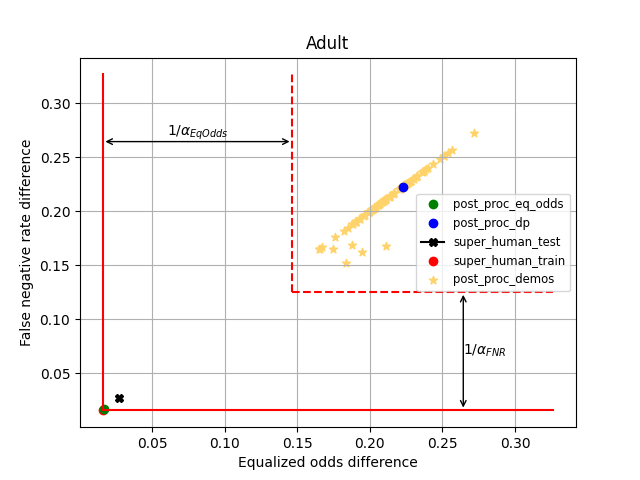 Adult
False negative rate difference
0.30
0.25
0.20
0.15
0.10
0.05
1/α_EqOdds
post_proc_eq_odds
post_proc_dp
super_human_test
super_human_train
post_proc_demos
1/α_FNR
0.05 0.10 0.15 0.20 0.25 0.30
Equalized odds difference